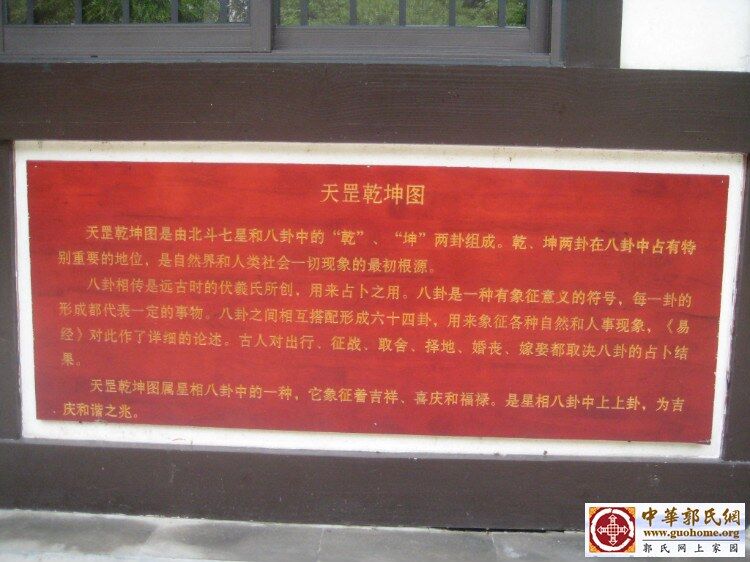 天罡乾坤图
天罡乾坤图是由北斗七星和八卦中的“乾”、“坤”两卦组成。乾、坤两卦在八卦中占有特
别重要的地位，是自然界和人类社会一切现象的最初根源。
八卦相传是远古时的伏羲氏所创，用来占卜之用。八卦是一种有象征意义的符号，每一卦的
形成都代表一定的事物。八卦之间相互搭配形成六十四卦，用来象征各种自然和人事现象，《易
经》对此作了详细的论述。古人对出行、征战、取舍、择地、婚丧、嫁娶都取决八卦的占卜结
果。
天罡乾坤图属星相八卦中的一种，它象征着吉祥、喜庆和福禄。是星相八卦中上上卦，为吉
庆和谐之兆。
中華郭氏網
www.guohome.org
郭氏网上家园